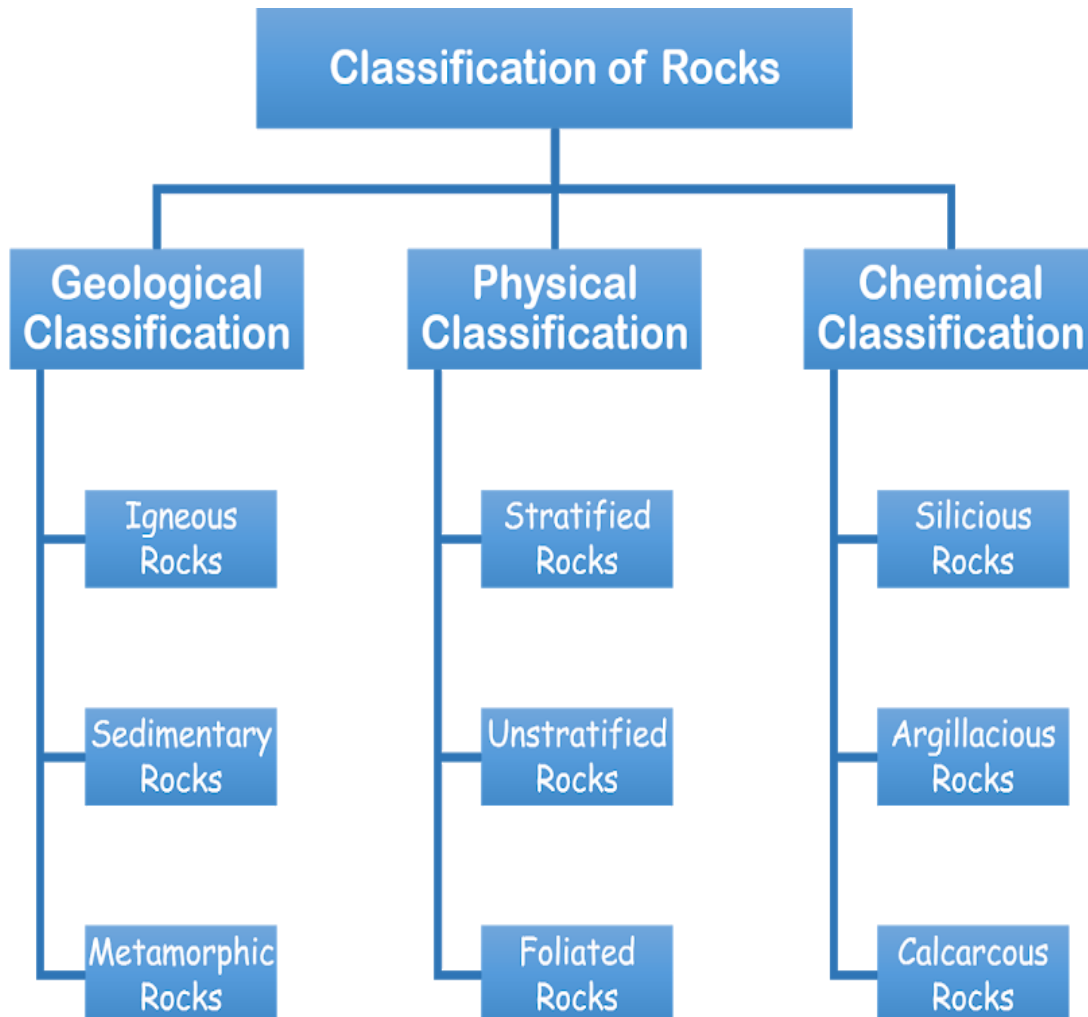 Classification of Rocks
Geological
Classification
Physical
Classification
Chemical
Classification
Igneous
Rocks
Stratified
Rocks
Silicious
Rocks
Sedimentary
Rocks
Unstratified
Rocks
Argillacious
Rocks
Metamorphic
Rocks
Foliated
Rocks
Calcarcous
Rocks